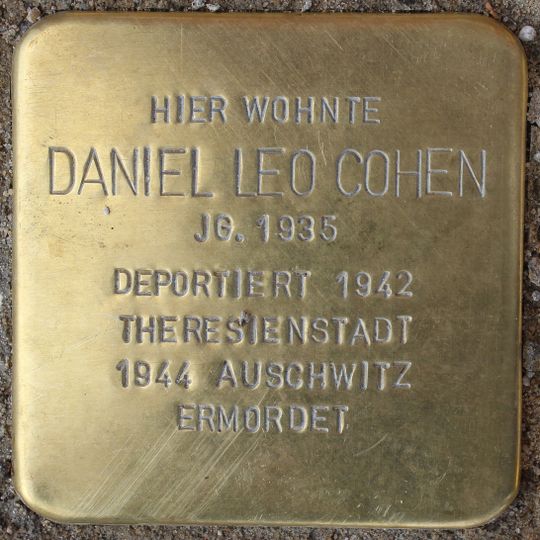 HIER WOHNTE
DANIEL LEO COHEN
JG. 1935
DEPORTIERT 1942
THERESIENSTADT
1944 AUSCHWITZ
ERMORDET